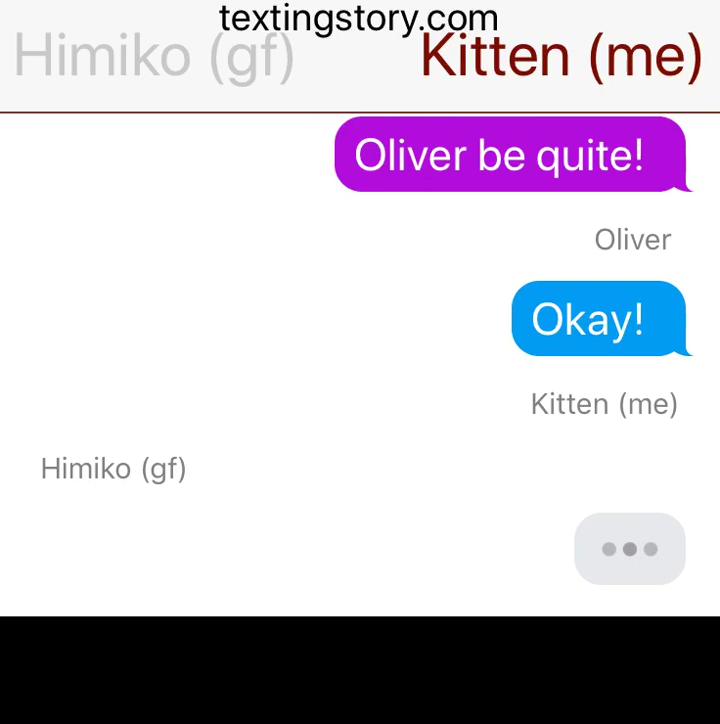 textingstory.com
Himiko (gf) Kitten (me)
Oliver be quite!
Oliver
Okay!
Kitten (me)
Himiko (gf)